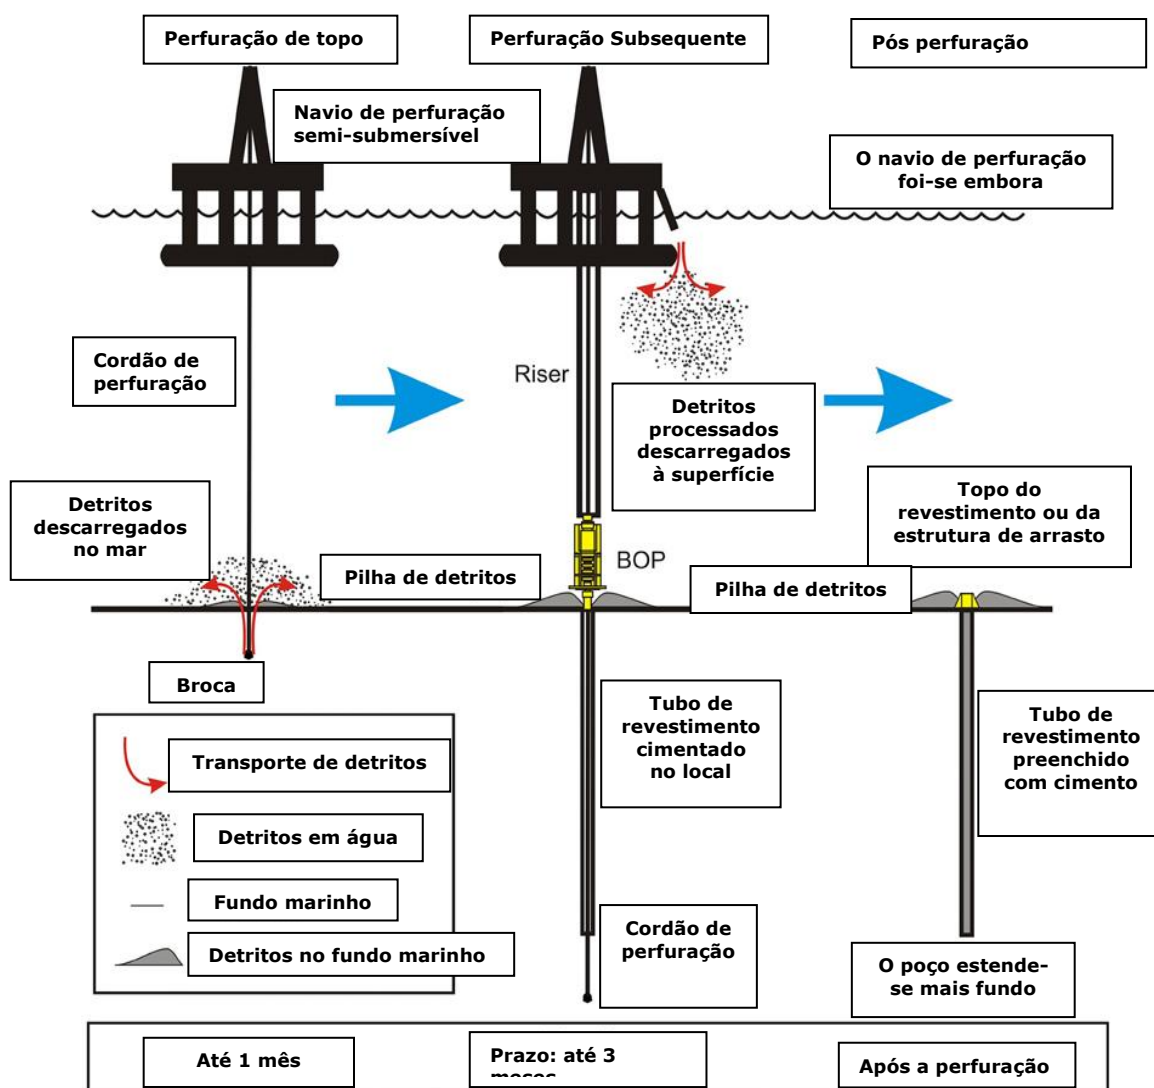 Perfuração de topo
Perfuração Subsequente
Pós perfuração
Navio de perfuração
semi-submersível
O navio de perfuração
foi-se embora
Cordão de
perfuração
Riser
Detritos
processados
descarregados
à superfície
Detritos
descarregados
no mar
Topo do
revestimento ou da
estrutura de arrasto
Pilha de detritos
BOP
Pilha de detritos
Broca
Tubo de
revestimento
cimentado
no local
Tubo de
revestimento
preenchido
com cimento
Transporte de detritos
Detritos em água
Fundo marinho
Detritos no fundo marinho
Cordão de
perfuração
O poço estende-
se mais fundo
Até 1 mês
Prazo: até 3
meses
Após a perfuração